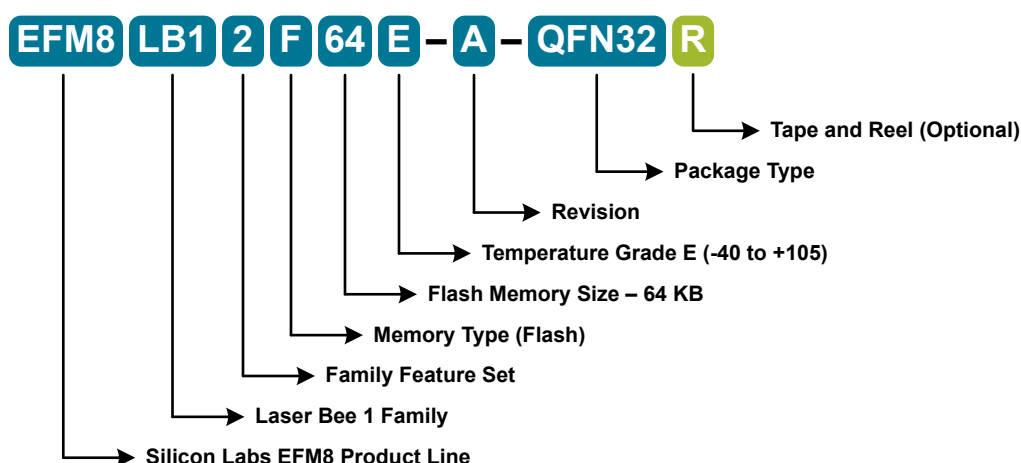 EFM8 LB1 2 F 64 E – A – QFN32 R
Tape and Reel (Optional)
Package Type
Revision
Temperature Grade E (-40 to +105)
Flash Memory Size – 64 KB
Memory Type (Flash)
Family Feature Set
Laser Bee 1 Family
Silicon Labs EFM8 Product Line